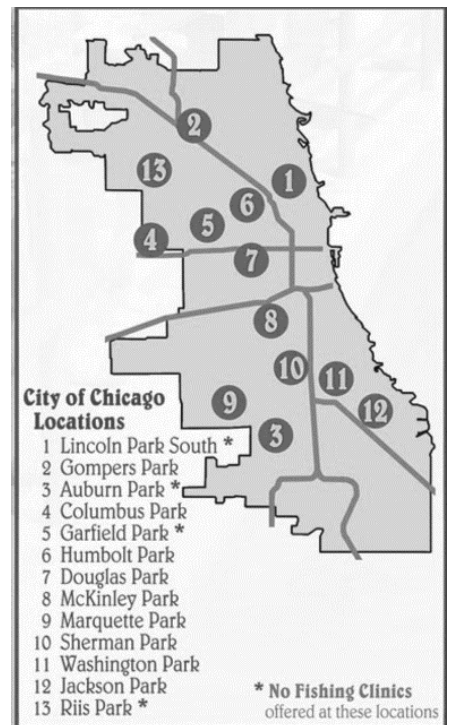 2
13
1
6
5
4
7
8
10
11
9
12
3
City of Chicago
Locations
1 Lincoln Park South *
2 Gompers Park
3 Auburn Park *
4 Columbus Park
5 Garfield Park *
6 Humbolt Park
7 Douglas Park
8 McKinley Park
9 Marquette Park
10 Sherman Park
11 Washington Park
12 Jackson Park
13 Riis Park *
* No Fishing Clinics
offered at these locations